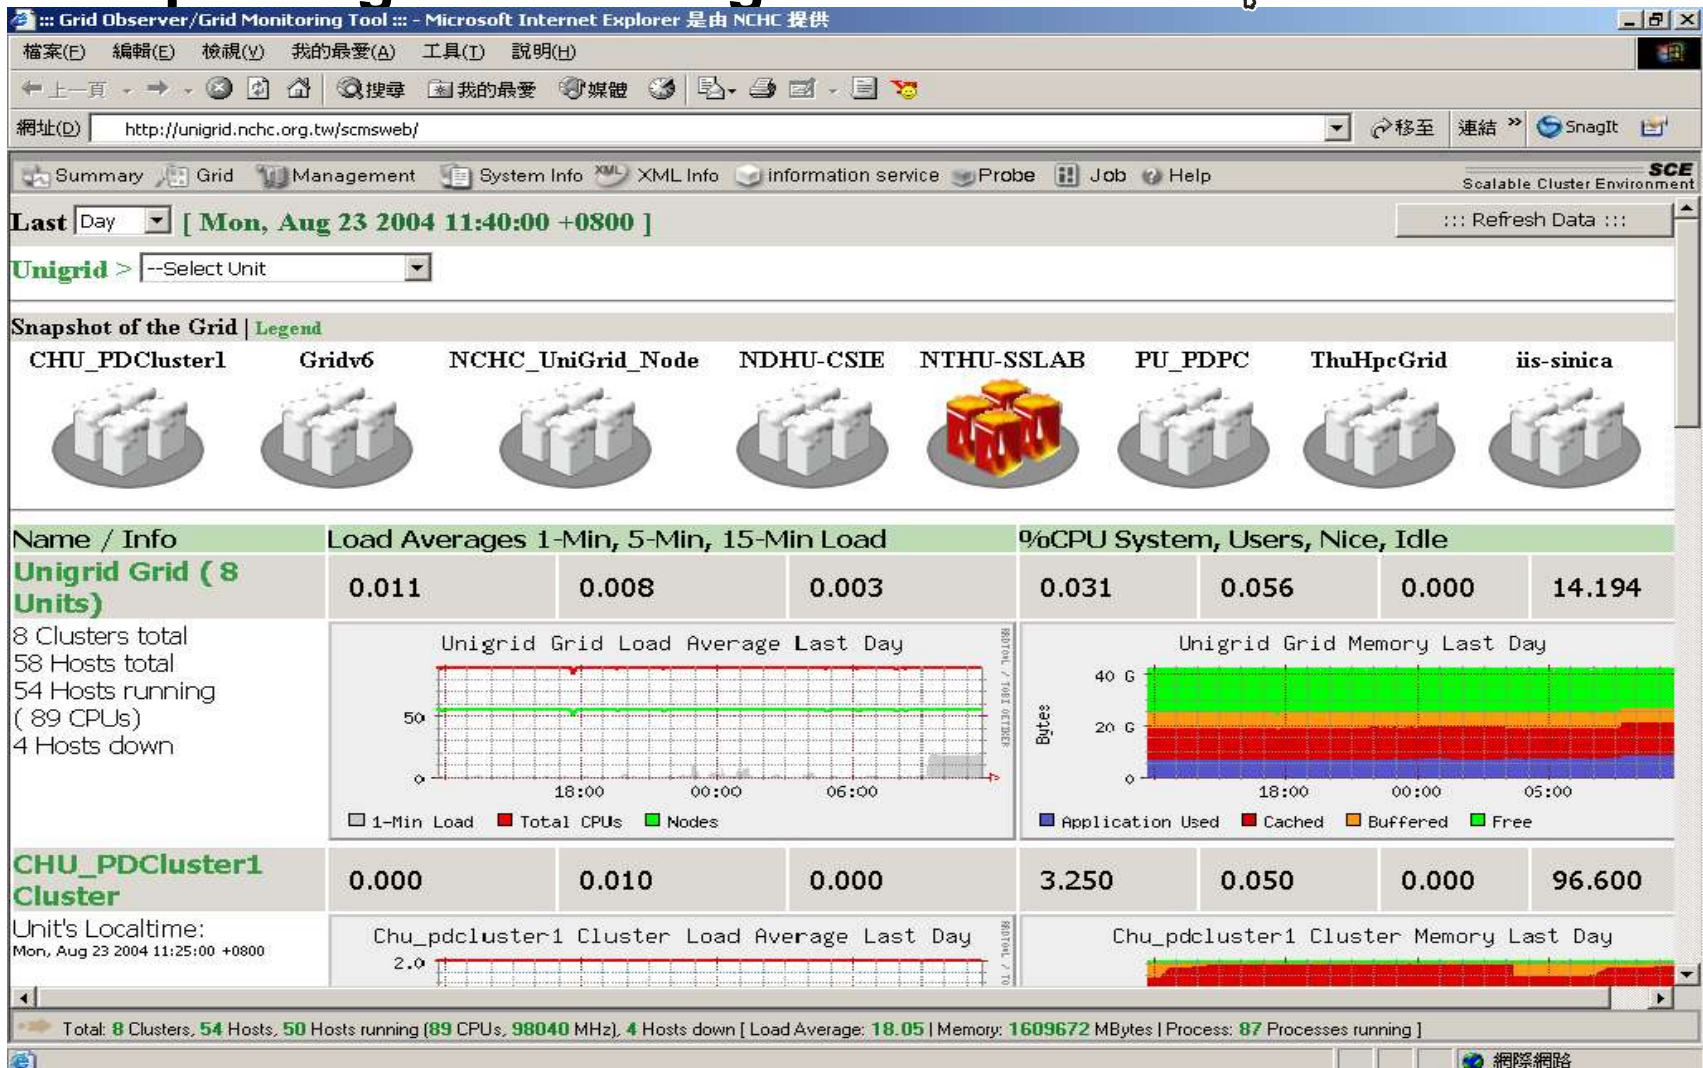 ::: Grid Observer/Grid Monitoring Tool ::: - Microsoft Internet Explorer 是由 NCHC 提供
檔案(F) 編輯(E) 檢視(V) 我的最愛(A) 工具(T) 說明(H)
上一頁 搜尋 我的最愛 媒體
網址(D) http://unigrid.nchc.org.tw/scmsweb/ 移至 連結 » SnagIt
Summary Grid Management System Info XML Info information service Probe Job Help SCE
Scalable Cluster Environment
Last Day [ Mon, Aug 23 2004 11:40:00 +0800 ] ::: Refresh Data :::
Unigrid > --Select Unit
Snapshot of the Grid | Legend
CHU_PDCluster1 Gridv6 NCHC_UniGrid_Node NDHU-CSIE NTHU-SSLAB PU_PDPC ThuHpcGrid iis-sinica
Name / Info Load Averages 1-Min, 5-Min, 15-Min Load %CPU System, Users, Nice, Idle
Unigrid Grid ( 8 Units) 0.011 0.008 0.003 0.031 0.056 0.000 14.194
8 Clusters total
58 Hosts total
54 Hosts running
( 89 CPUs)
4 Hosts down
Unigrid Grid Load Average Last Day
RRDTOOL / TOBI OETIKER
50
0
18:00 00:00 06:00
1-Min Load Total CPUs Nodes
Unigrid Grid Memory Last Day
Bytes
40 G
20 G
0
18:00 00:00 05:00
Application Used Cached Buffered Free
CHU_PDCluster1 Cluster 0.000 0.010 0.000 3.250 0.050 0.000 96.600
Unit's Localtime:
Mon, Aug 23 2004 11:25:00 +0800
Chu_pdcluster1 Cluster Load Average Last Day
2.0
RRDTOOL / TO
Chu_pdcluster1 Cluster Memory Last Day
Total: 8 Clusters, 54 Hosts, 50 Hosts running (89 CPUs, 98040 MHz), 4 Hosts down [ Load Average: 18.05 | Memory: 1609672 MBytes | Process: 87 Processes running ]
網際網路